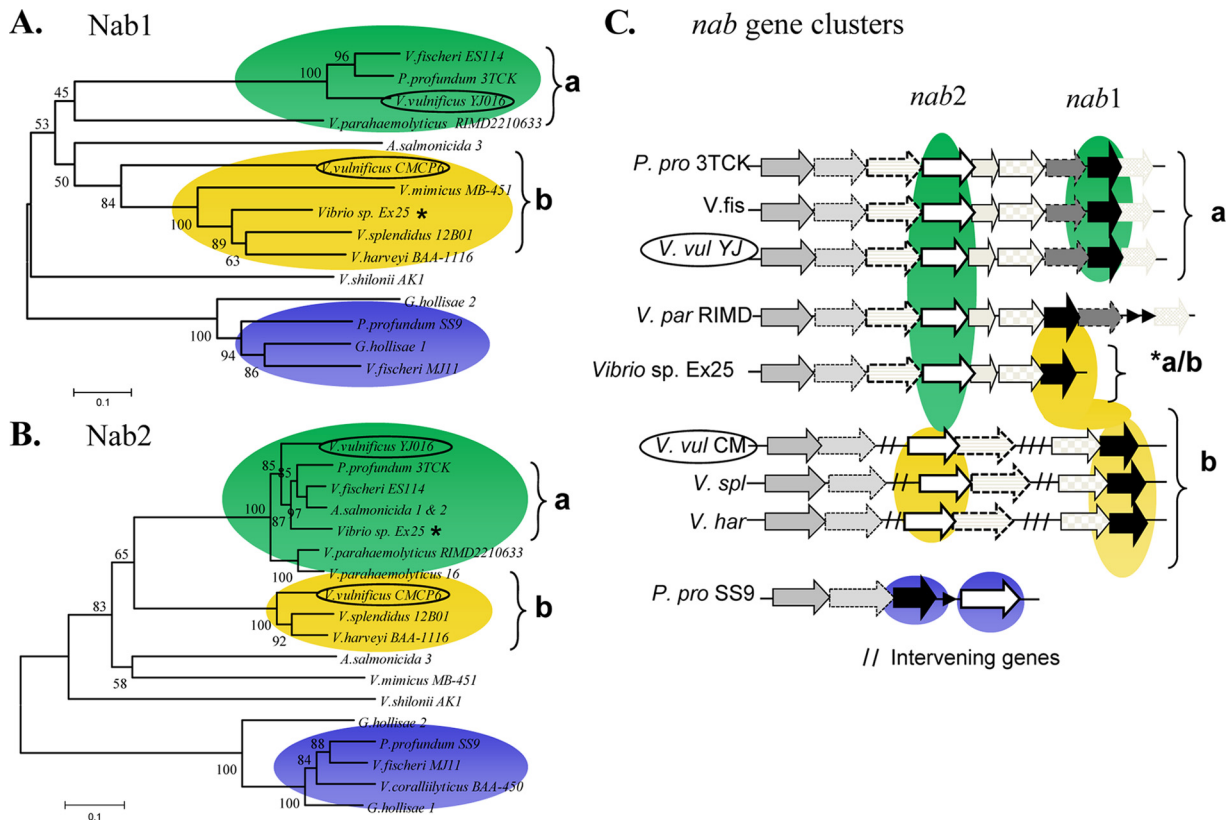 A. Nab1
96
V.fischeri ES114
100
P.profundum 3TCK
a
V.vulnificus YJ016
45
V.parahaemolyticus RIMD2210633
53
A.salmonicida 3
50
V.vulnificus CMCP6
84
V.mimicus MB-451
b
100
Vibrio sp. Ex25 *
89
V.splendidus 12B01
63
V.harveyi BAA-1116
V.shilonii AK1
G.hollisae 2
100
P.profundum SS9
94
G.hollisae 1
86
V.fischeri MJ11
0.1
B. Nab2
V.vulnificus YJ016
85
85
P.profundum 3TCK
a
V.fischeri ES114
100
87
97
A.salmonicida 1 & 2
Vibrio sp. Ex25 *
V.parahaemolyticus RIMD2210633
65
100
V.parahaemolyticus 16
V.vulnificus CMCP6
b
83
100
V.splendidus 12B01
92
V.harveyi BAA-1116
A.salmonicida 3
58
V.mimicus MB-451
V.shilonii AK1
G.hollisae 2
88
P.profundum SS9
84
V.fischeri MJ11
100
V.coralliilyticus BAA-450
100
G.hollisae 1
0.1
C. nab gene clusters
nab2 nab1
P. pro 3TCK
V.fis
a
V. vul YJ
V. par RIMD
Vibrio sp. Ex25
*a/b
V. vul CM
b
V. spl
V. har
P. pro SS9
// Intervening genes